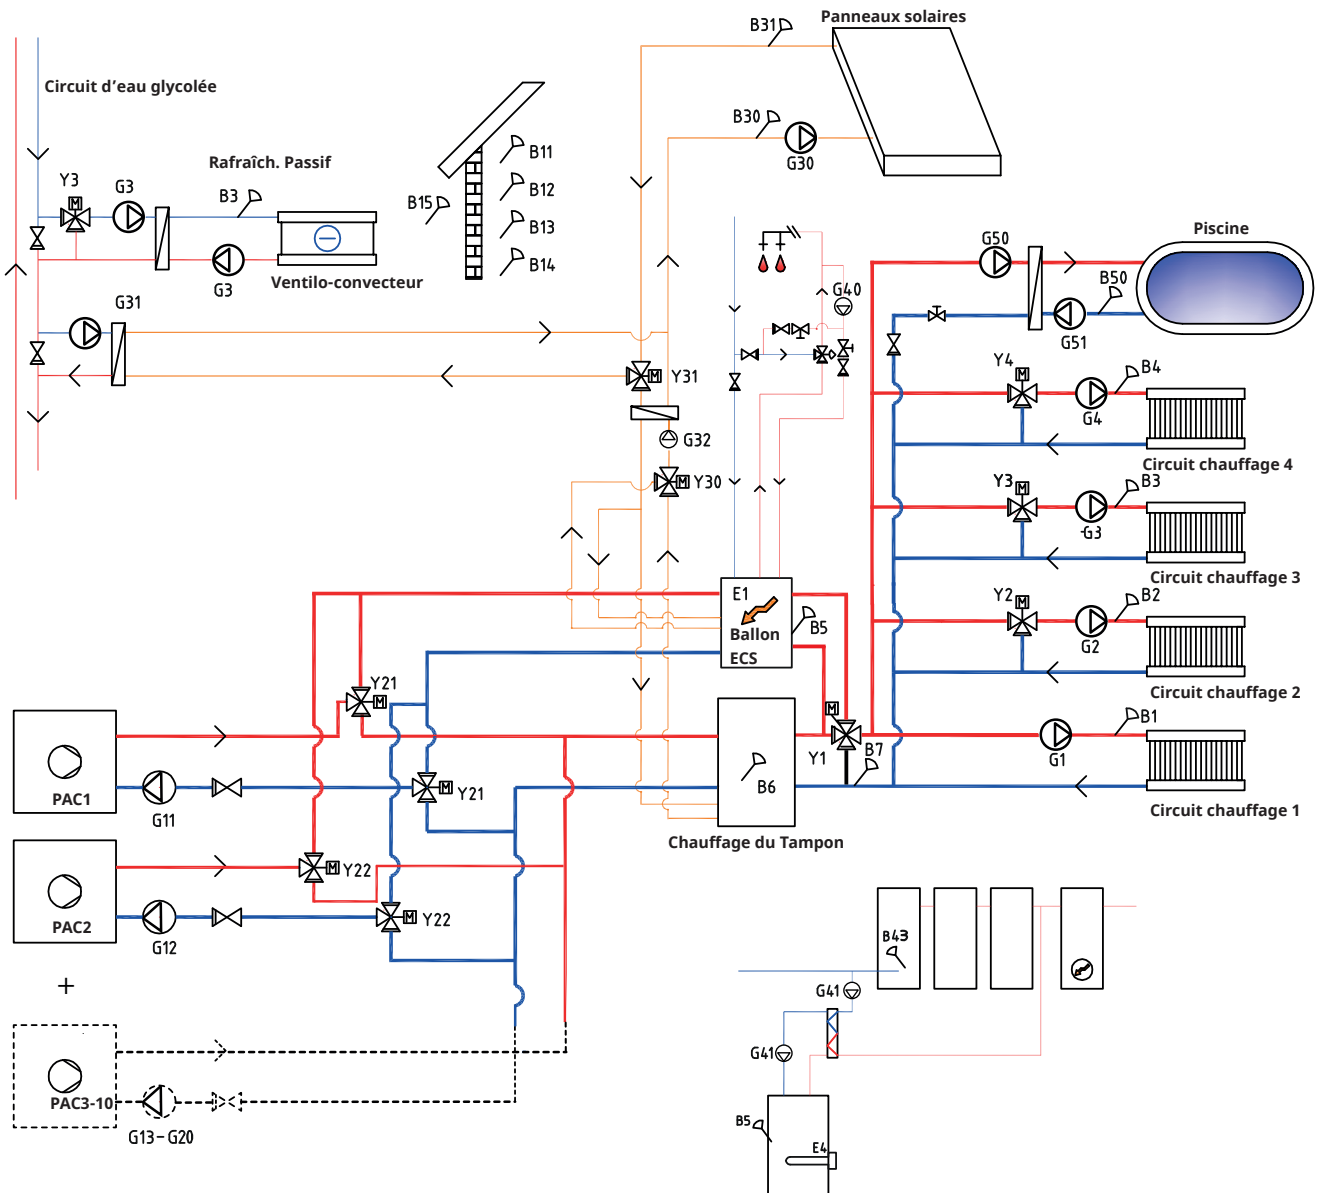 Panneaux solaires
B31
Circuit d’eau glycolée
B30
G30
Rafraîch. Passif
Y3
G3
B3
B15
B11
B12
B13
B14
G3
Ventilo-convecteur
Piscine
G50
B50
G51
G40
G31
Y31
G32
Y30
Y4
B4
G4
Circuit chauffage 4
Y3
B3
G3
Circuit chauffage 3
Y2
B2
G2
Circuit chauffage 2
E1
Ballon
ECS
B5
Y21
M
Y1
B7
B1
G1
Circuit chauffage 1
B6
Chauffage du Tampon
PAC1
G11
Y21
PAC2
G12
Y22
Y22
+
PAC3-10
G13-G20
B43
G41
G41
B5
E4